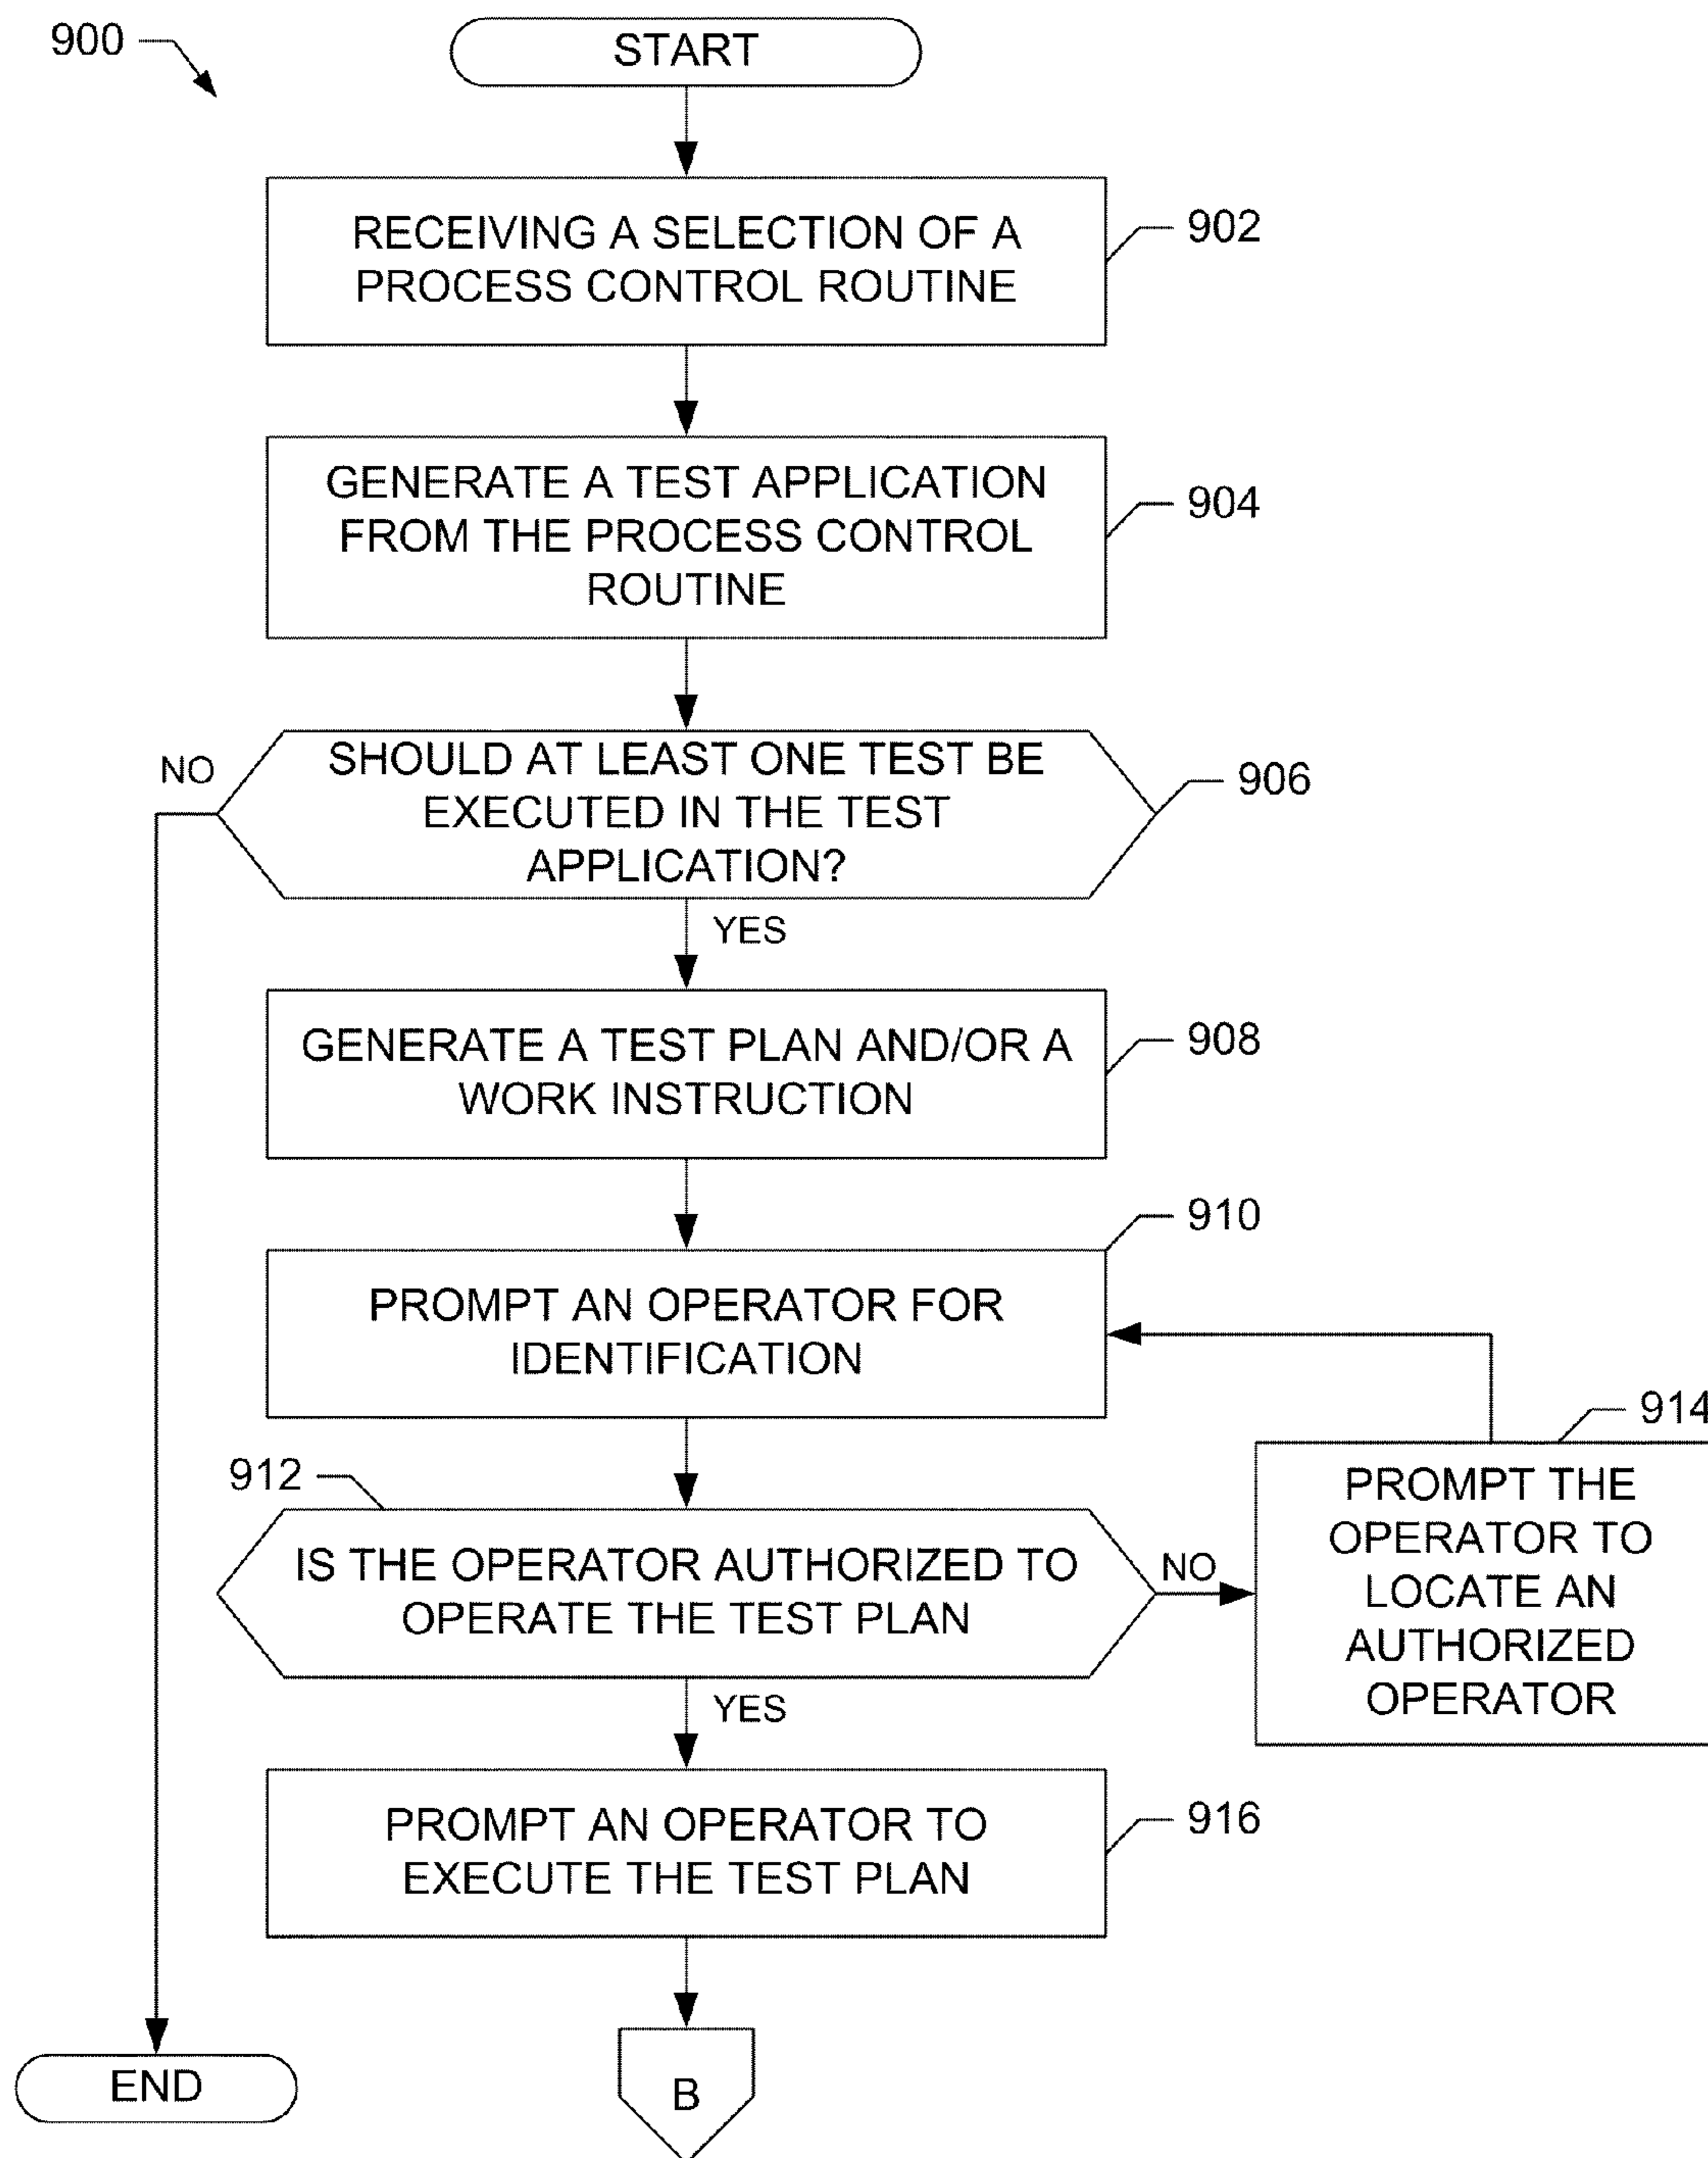 900
START
RECEIVING A SELECTION OF A
PROCESS CONTROL ROUTINE
902
GENERATE A TEST APPLICATION
FROM THE PROCESS CONTROL
ROUTINE
904
NO
SHOULD AT LEAST ONE TEST BE
EXECUTED IN THE TEST
APPLICATION?
906
YES
GENERATE A TEST PLAN AND/OR A
WORK INSTRUCTION
908
910
PROMPT AN OPERATOR FOR
IDENTIFICATION
912
IS THE OPERATOR AUTHORIZED TO
OPERATE THE TEST PLAN
NO
914
PROMPT THE
OPERATOR TO
LOCATE AN
AUTHORIZED
OPERATOR
YES
PROMPT AN OPERATOR TO
EXECUTE THE TEST PLAN
916
END
B